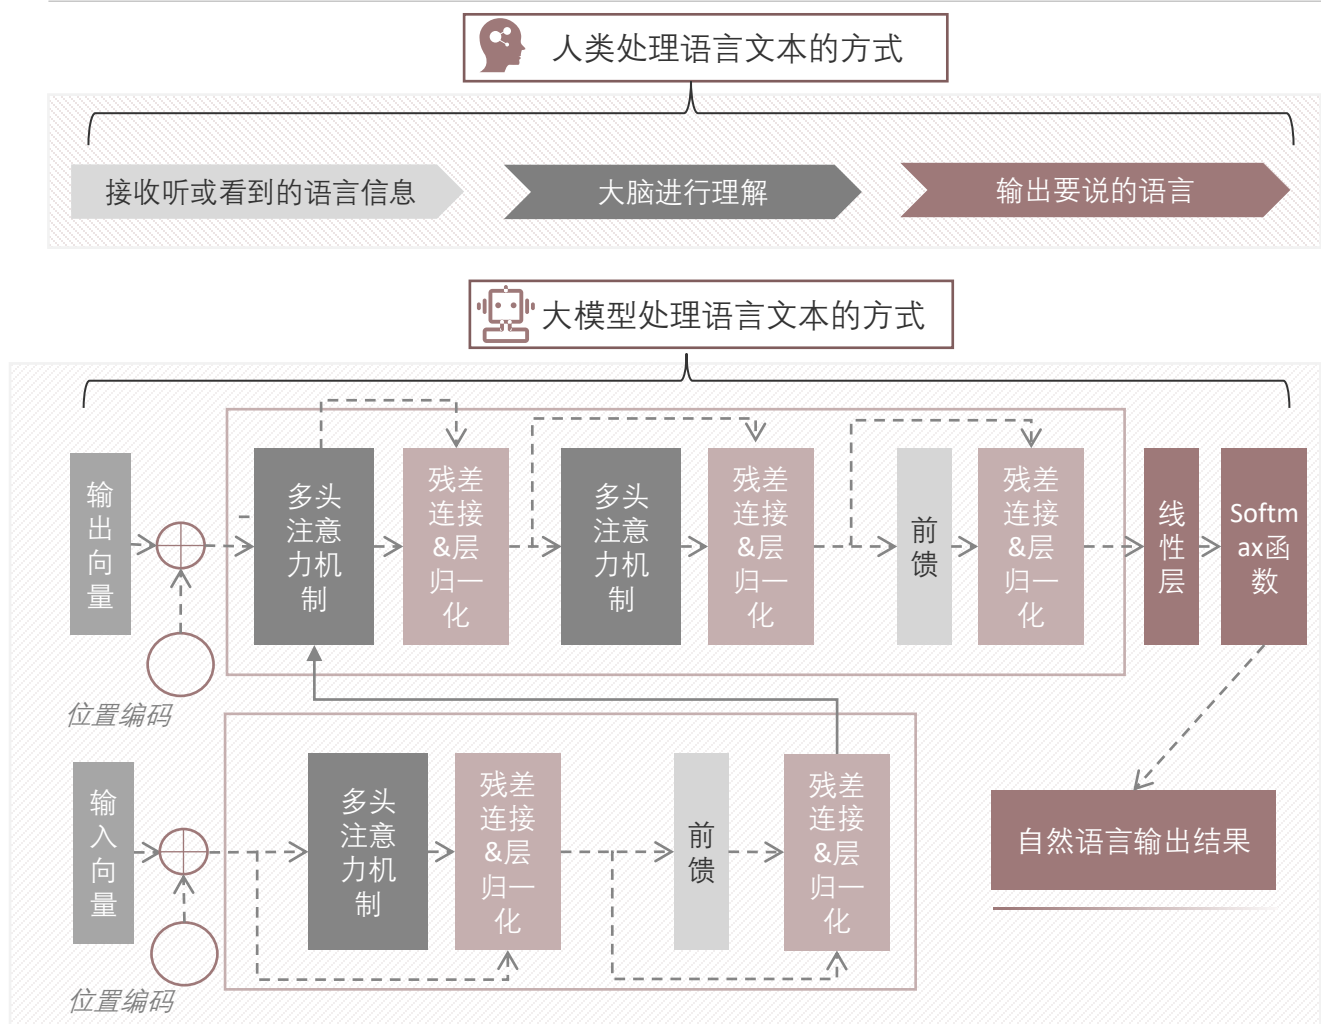 人类处理语言文本的方式
接收听或看到的语言信息
大脑进行理解
输出要说的语言
大模型处理语言文本的方式
输
出
向
量
多头
注意
力机
制
残差
连接
&层
归一
化
多头
注意
力机
制
残差
连接
&层
归一
化
前
馈
残差
连接
&层
归一
化
线
性
层
Softm
ax函
数
位置编码
输
入
向
量
多头
注意
力机
制
残差
连接
&层
归一
化
前
馈
残差
连接
&层
归一
化
自然语言输出结果
位置编码